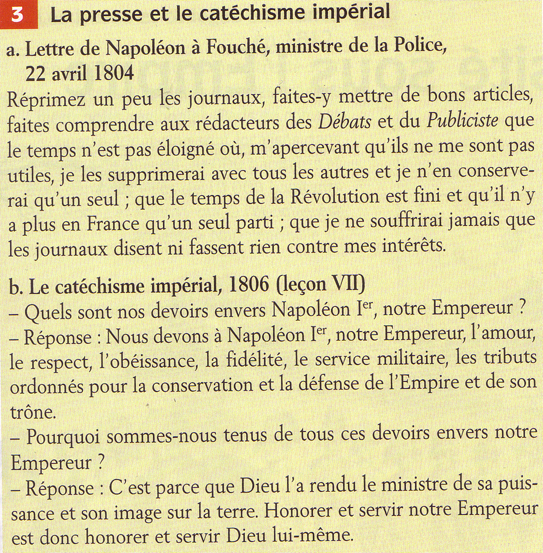 3 La presse et le catéchisme impérial
a. Lettre de Napoléon à Fouché, ministre de la Police,
22 avril 1804
Réprimez un peu les journaux, faites-y mettre de bons articles,
faites comprendre aux rédacteurs des Débats et du Publiciste que
le temps n'est pas éloigné où, m'apercevant qu'ils ne me sont pas
utiles, je les supprimerai avec tous les autres et je n'en conserve-
rai qu'un seul ; que le temps de la Révolution est fini et qu'il n'y
a plus en France qu'un seul parti ; que je ne souffrirai jamais que
les journaux disent ni fassent rien contre mes intérêts.
b. Le catéchisme impérial, 1806 (leçon VII)
– Quels sont nos devoirs envers Napoléon Ier, notre Empereur ?
– Réponse : Nous devons à Napoléon Ier, notre Empereur, l'amour,
le respect, l'obéissance, la fidélité, le service militaire, les tributs
ordonnés pour la conservation et la défense de l'Empire et de son
trône.
– Pourquoi sommes-nous tenus de tous ces devoirs envers notre
Empereur ?
– Réponse : C'est parce que Dieu l'a rendu le ministre de sa puis-
sance et son image sur la terre. Honorer et servir notre Empereur
est donc honorer et servir Dieu lui-même.